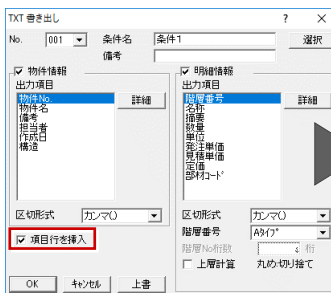 TXT 書き出し ? ×
No. 001 条件名 条件1 選択
備考
物件情報
出力項目
物件No.
物件名
備考
担当者
作成日
構造
詳細
区切形式 カンマ(,)
項目行を挿入
OK キャンセル 上書
明細情報
出力項目
階層番号
名称
摘要
数量
単位
発注単価
見積単価
定価
部材コード
詳細
区切形式 カンマ(,)
階層番号 Aタイプ
階層No桁数 4 桁
上層計算 丸め:切り捨て